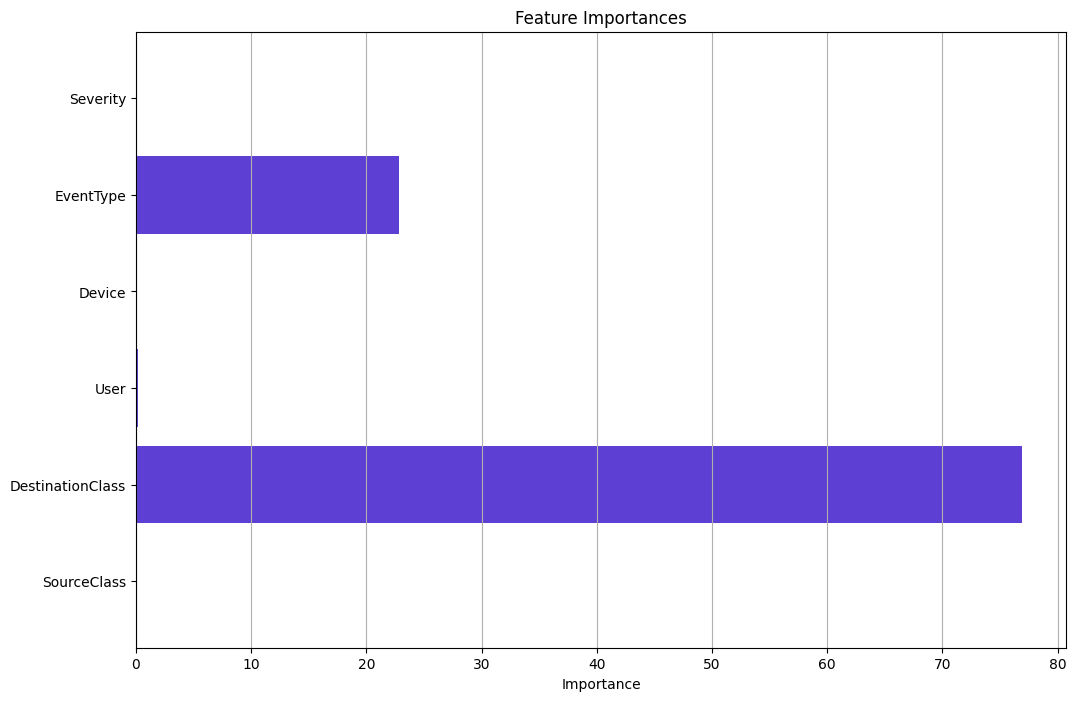 Feature Importances
Severity
EventType
Device
User
DestinationClass
SourceClass
0 10 20 30 40 50 60 70 80
Importance